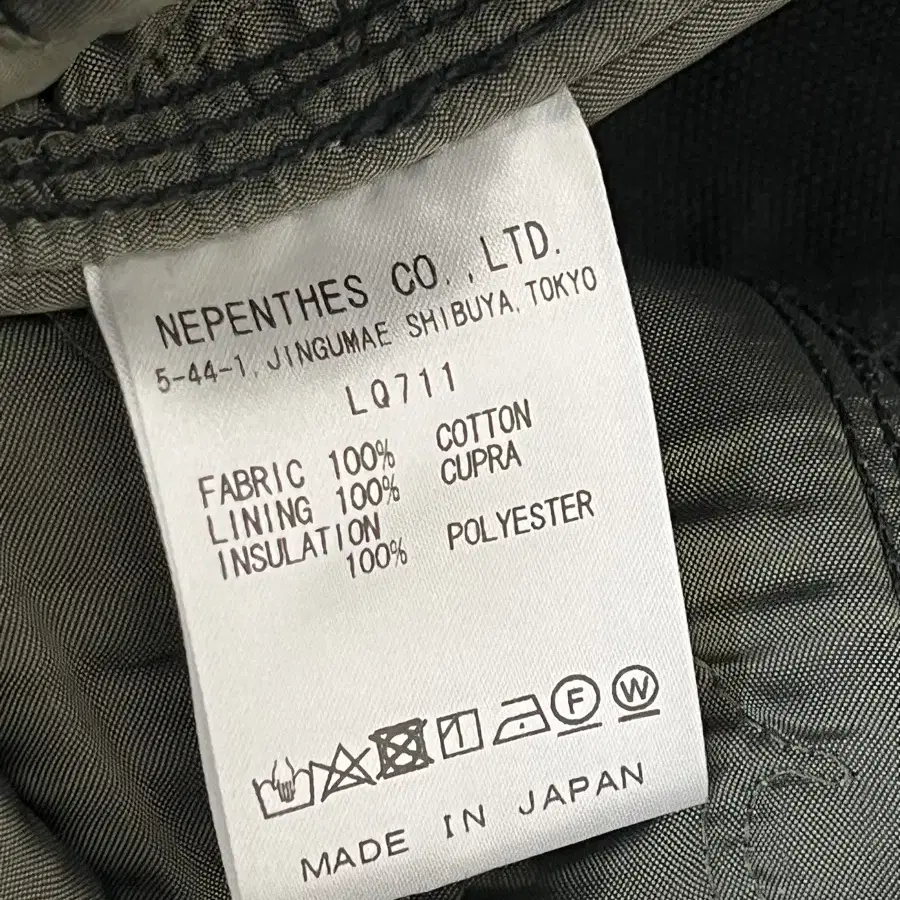 NEPENTHES CO.,LTD.
5-44-1, JINGUMAE SHIBUYA, TOKYO
LQ711
FABRIC 100% COTTON
LINING 100% CUPRA
INSULATION
100% POLYESTER
F W
MADE IN JAPAN